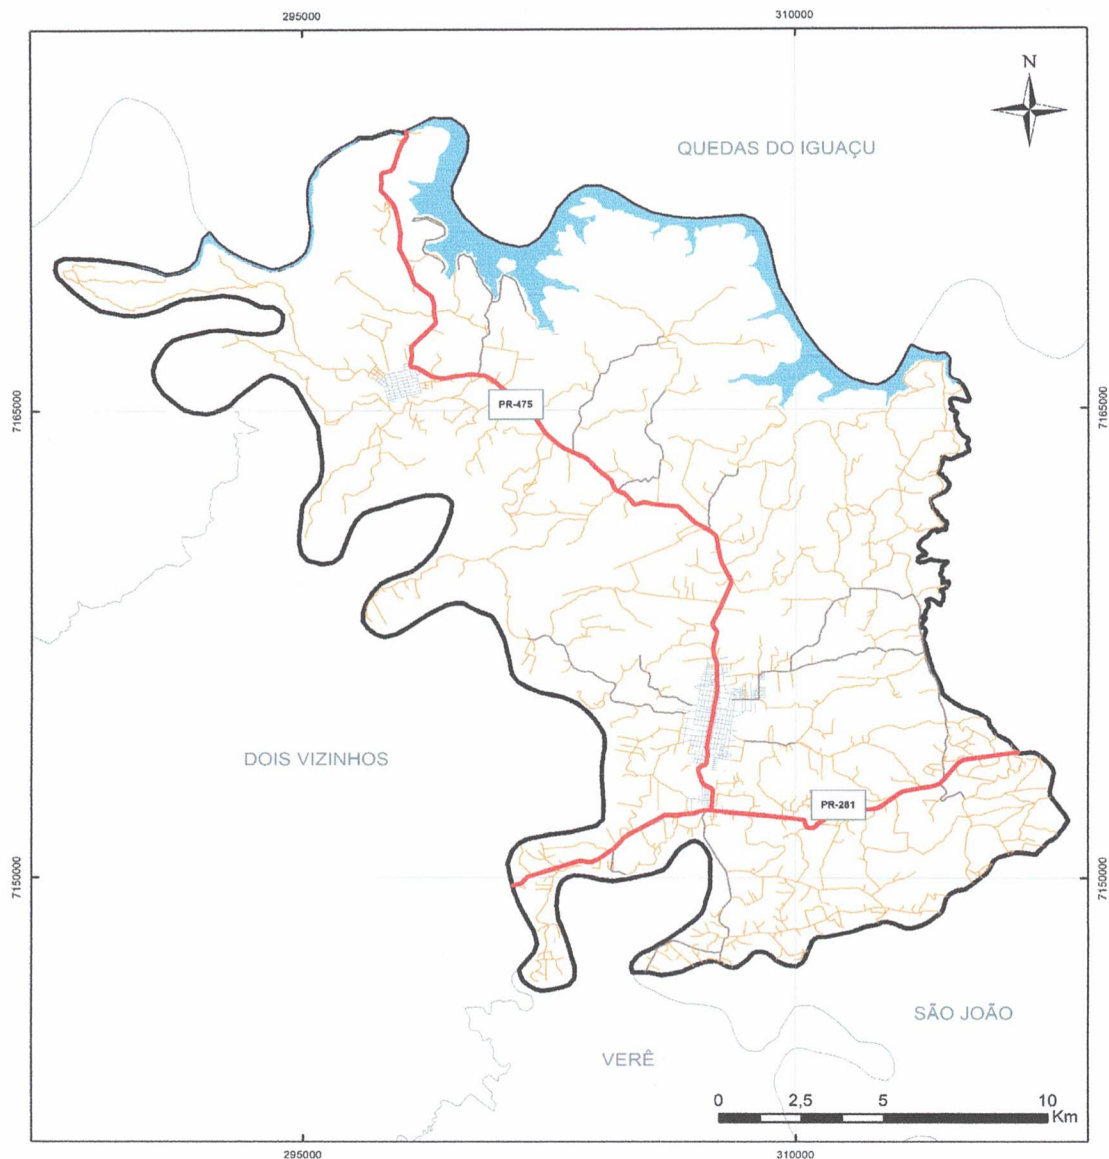 295000
310000
N
QUEDAS DO IGUAÇU
PR-475
7165000
7165000
DOIS VIZINHOS
PR-281
7150000
7150000
SÃO JOÃO
VERÊ
0 2,5 5 10
Km
295000
310000